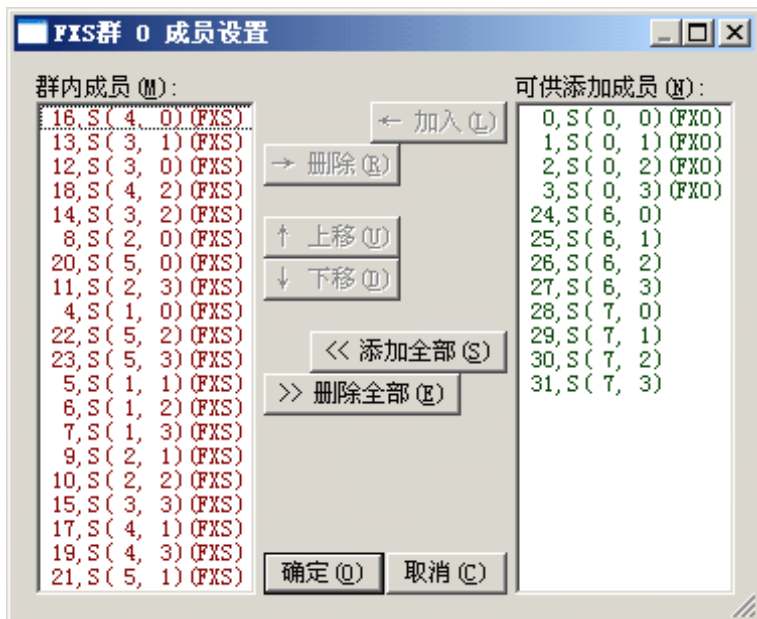 FXS群 0 成员设置
群内成员(M):
16,S( 4,  0)(FXS)
13,S( 3,  1)(FXS)
12,S( 3,  0)(FXS)
18,S( 4,  2)(FXS)
14,S( 3,  2)(FXS)
8,S( 2,  0)(FXS)
20,S( 5,  0)(FXS)
11,S( 2,  3)(FXS)
4,S( 1,  0)(FXS)
22,S( 5,  2)(FXS)
23,S( 5,  3)(FXS)
5,S( 1,  1)(FXS)
6,S( 1,  2)(FXS)
7,S( 1,  3)(FXS)
9,S( 2,  1)(FXS)
10,S( 2,  2)(FXS)
15,S( 3,  3)(FXS)
17,S( 4,  1)(FXS)
19,S( 4,  3)(FXS)
21,S( 5,  1)(FXS)
← 加入(L)
→ 删除(R)
↑ 上移(U)
↓ 下移(D)
<< 添加全部(S)
>> 删除全部(E)
确定(O)
取消(C)
可供添加成员(N):
0,S( 0,  0)(FXO)
1,S( 0,  1)(FXO)
2,S( 0,  2)(FXO)
3,S( 0,  3)(FXO)
24,S( 6,  0)
25,S( 6,  1)
26,S( 6,  2)
27,S( 6,  3)
28,S( 7,  0)
29,S( 7,  1)
30,S( 7,  2)
31,S( 7,  3)